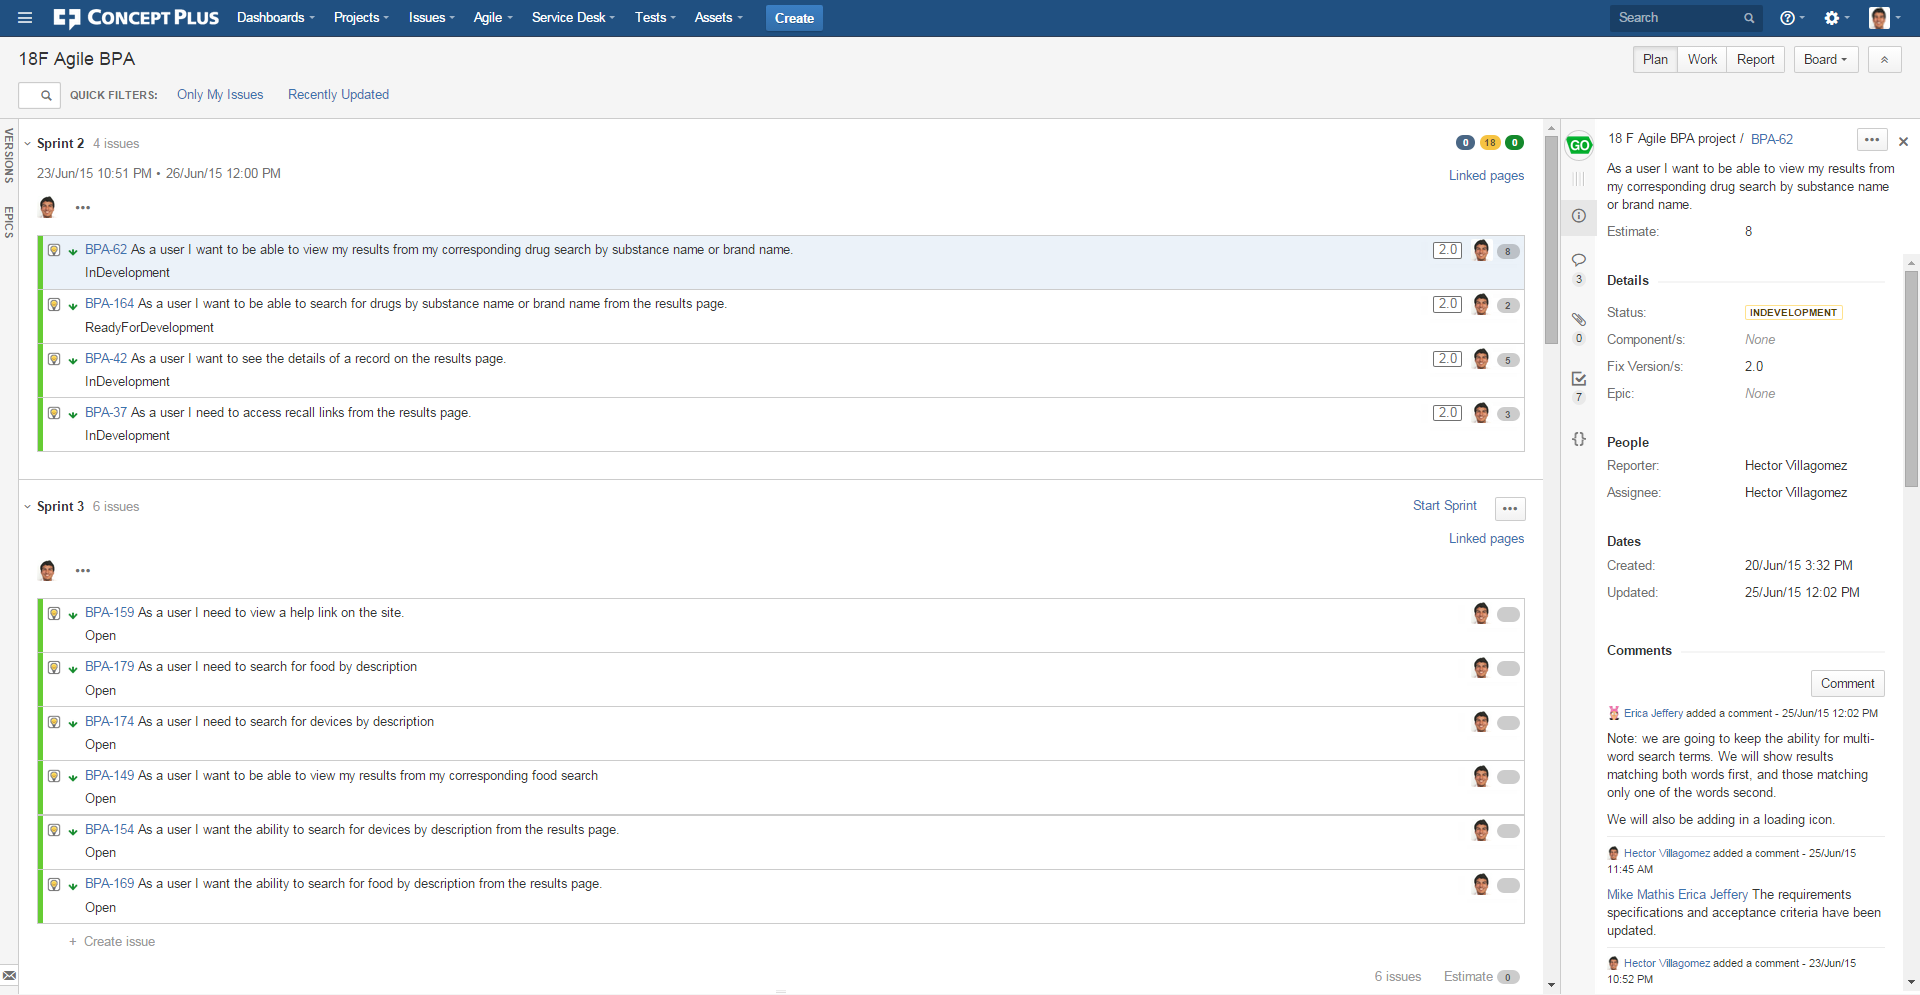 CONCEPT PLUS Dashboards Projects Issues Agile Service Desk Tests Assets Create Search
18F Agile BPA
Plan Work Report Board
QUICK FILTERS: Only My Issues Recently Updated
VERSIONS
EPICS
Sprint 2 4 issues
0 18 0
23/Jun/15 10:51 PM • 26/Jun/15 12:00 PM
Linked pages
BPA-62 As a user I want to be able to view my results from my corresponding drug search by substance name or brand name. 2.0 8
InDevelopment
BPA-164 As a user I want to be able to search for drugs by substance name or brand name from the results page. 2.0 2
ReadyForDevelopment
BPA-42 As a user I want to see the details of a record on the results page. 2.0 5
InDevelopment
BPA-37 As a user I need to access recall links from the results page. 2.0 3
InDevelopment
Sprint 3 6 issues
Start Sprint
Linked pages
BPA-159 As a user I need to view a help link on the site.
Open
BPA-179 As a user I need to search for food by description
Open
BPA-174 As a user I need to search for devices by description
Open
BPA-149 As a user I want to be able to view my results from my corresponding food search
Open
BPA-154 As a user I want the ability to search for devices by description from the results page.
Open
BPA-169 As a user I want the ability to search for food by description from the results page.
Open
+ Create issue
6 issues Estimate 0
GO
3
0
7
{}
18 F Agile BPA project / BPA-62
As a user I want to be able to view my results from
my corresponding drug search by substance name
or brand name.
Estimate: 8
Details
Status: INDEVELOPMENT
Component/s: None
Fix Version/s: 2.0
Epic: None
People
Reporter: Hector Villagomez
Assignee: Hector Villagomez
Dates
Created: 20/Jun/15 3:32 PM
Updated: 25/Jun/15 12:02 PM
Comments
Comment
Erica Jeffery added a comment - 25/Jun/15 12:02 PM
Note: we are going to keep the ability for multi-
word search terms. We will show results
matching both words first, and those matching
only one of the words second.
We will also be adding in a loading icon.
Hector Villagomez added a comment - 25/Jun/15
11:45 AM
Mike Mathis Erica Jeffery The requirements
specifications and acceptance criteria have been
updated.
Hector Villagomez added a comment - 23/Jun/15
10:52 PM